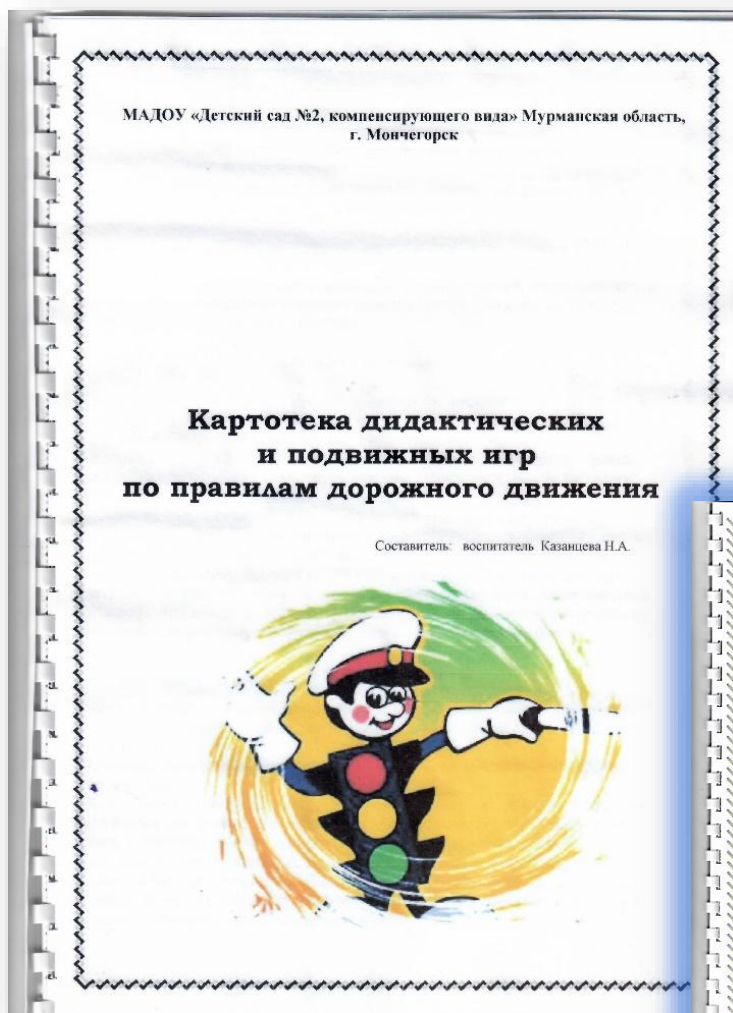 МАДОУ «Детский сад №2, компенсирующего вида» Мурманская область,
г. Мончегорск
Картотека дидактических
и подвижных игр
по правилам дорожного движения
Составитель: воспитатель Казанцева Н.А.